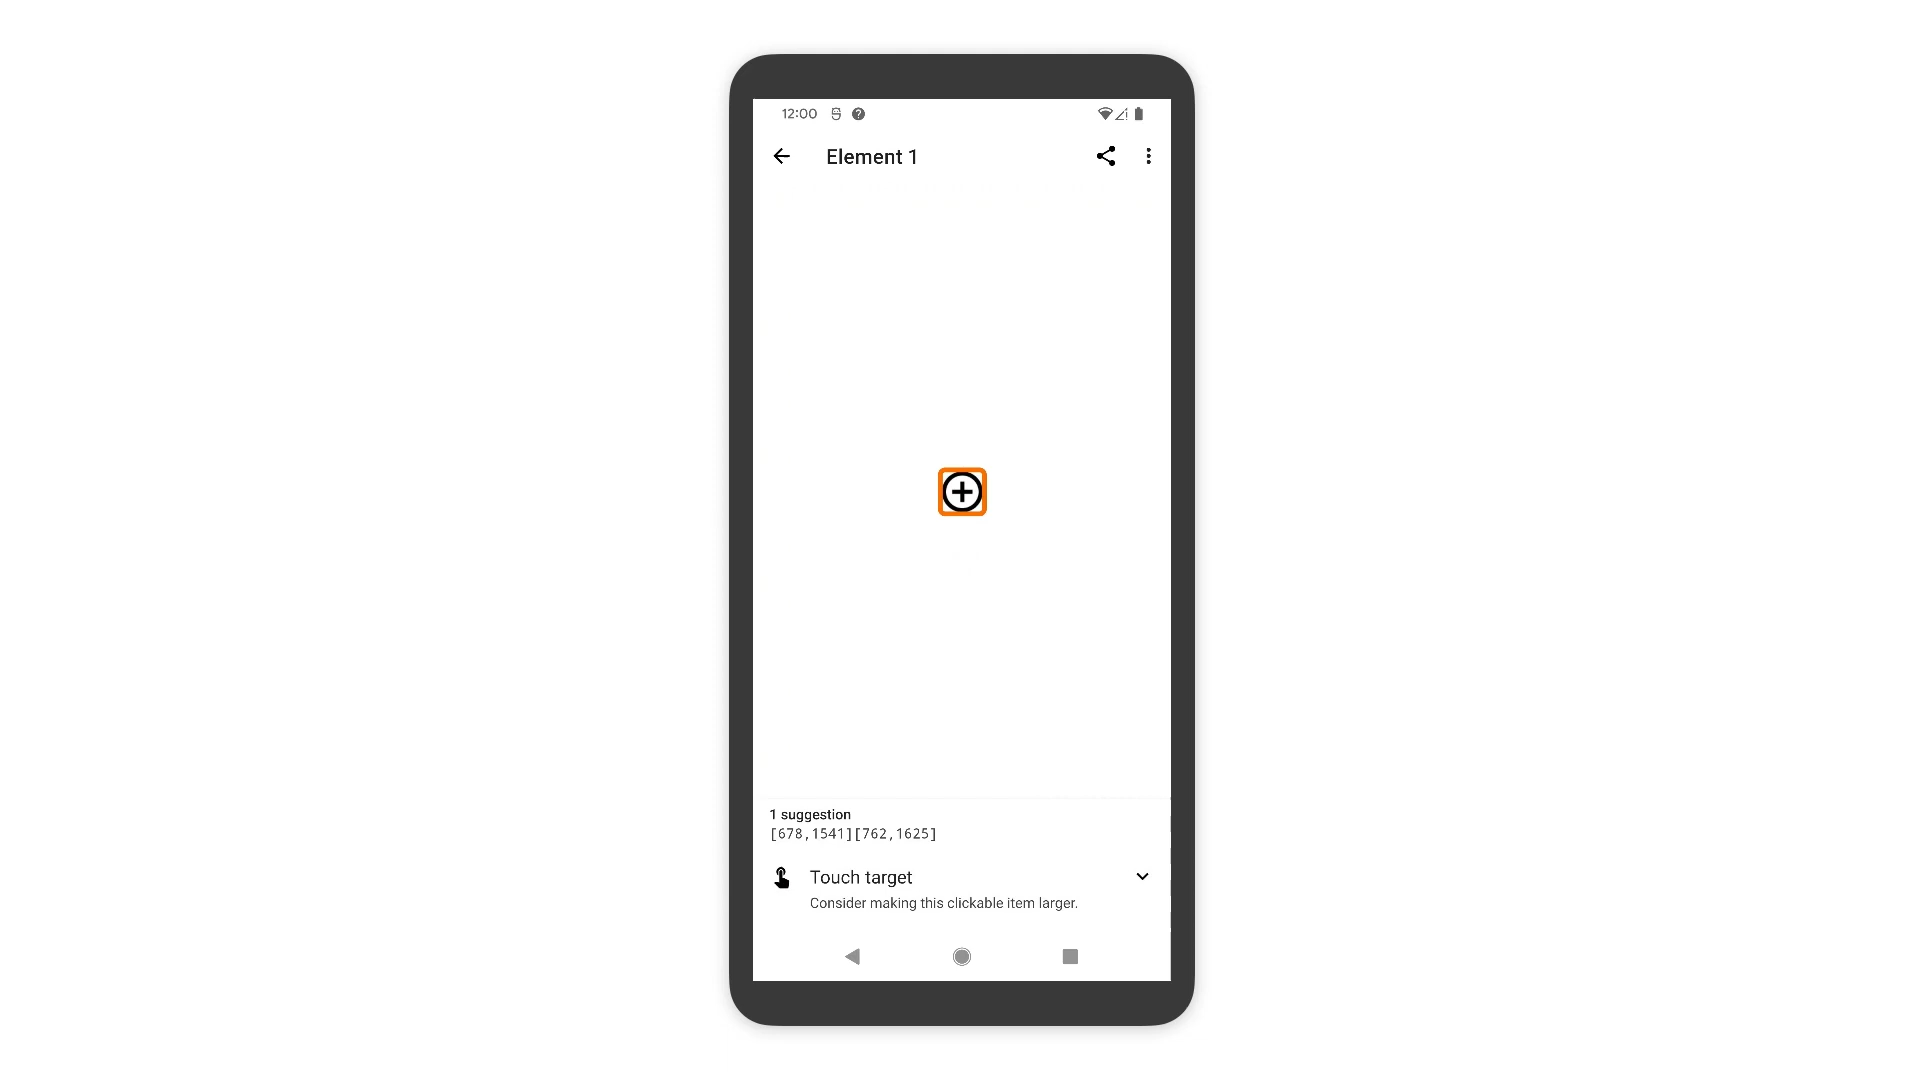 12:00
Element 1
1 suggestion
[678,1541][762,1625]
Touch target
Consider making this clickable item larger.